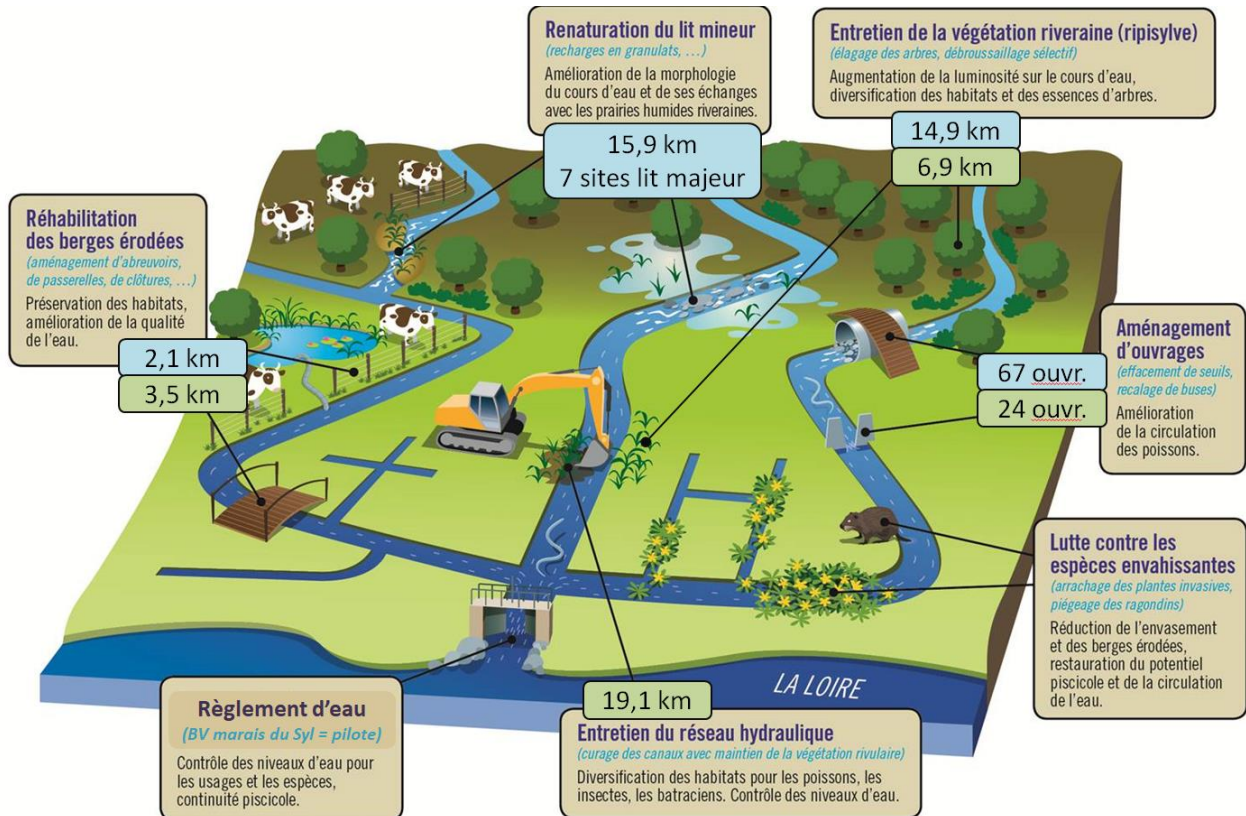 Renaturation du lit mineur
(recharges en granulats, …)
Amélioration de la morphologie
du cours d'eau et de ses échanges
avec les prairies humides riveraines.
15,9 km
7 sites lit majeur
Entretien de la végétation riveraine (ripisylve)
(élagage des arbres, débroussaillage sélectif)
Augmentation de la luminosité sur le cours d'eau,
diversification des habitats et des essences d'arbres.
14,9 km
6,9 km
Réhabilitation
des berges érodées
(aménagement d'abreuvoirs,
de passerelles, de clôtures, …)
Préservation des habitats,
amélioration de la qualité
de l'eau.
2,1 km
3,5 km
Aménagement
d'ouvrages
(effacement de seuils,
recalage de buses)
Amélioration
de la circulation
des poissons.
67 ouvr.
24 ouvr.
Lutte contre les
espèces envahissantes
(arrachage des plantes invasives,
piégeage des ragondins)
Réduction de l'envasement
et des berges érodées,
restauration du potentiel
piscicole et de la circulation
de l'eau.
LA LOIRE
Règlement d'eau
(BV marais du Syl = pilote)
Contrôle des niveaux d'eau pour
les usages et les espèces,
continuité piscicole.
19,1 km
Entretien du réseau hydraulique
(curage des canaux avec maintien de la végétation rivulaire)
Diversification des habitats pour les poissons, les
insectes, les batraciens. Contrôle des niveaux d'eau.